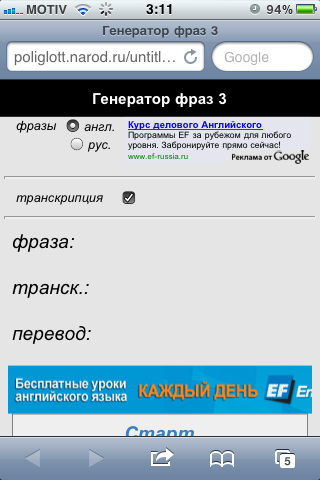 MOTIV 3:11 94%
Генератор фраз 3
poliglott.narod.ru/untitl... Google
Генератор фраз 3
фразы англ.
рус.
Курс делового Английского
Программы EF за рубежом для любого
уровня. Забронируйте прямо сейчас!
www.ef-russia.ru Реклама от Google
транскрипция
фраза:
транск.:
перевод:
Бесплатные уроки
английского языка КАЖДЫЙ ДЕНЬ EF En
Старт
5